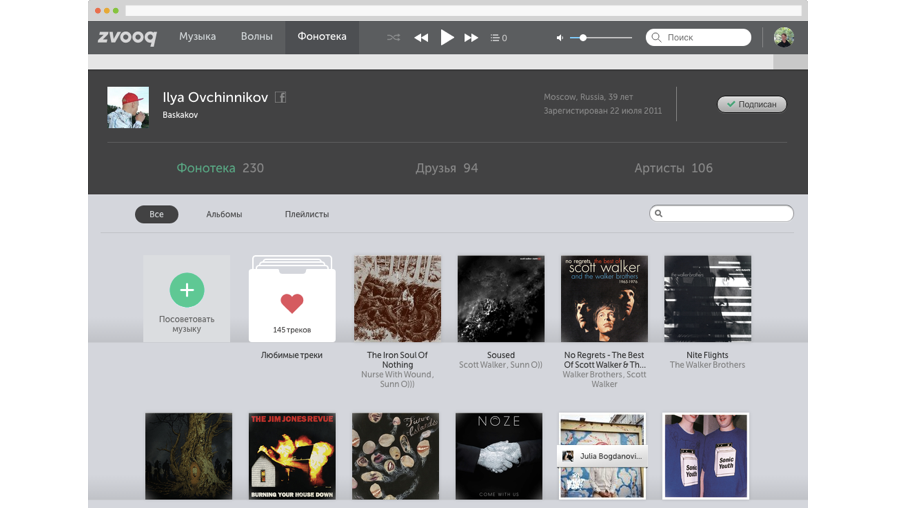 zvooq Музыка Волны Фонотека 0 Поиск
Ilya Ovchinnikov
Baskakov
Moscow, Russia, 39 лет
Зарегистрирован 22 июля 2011
Подписан
Фонотека 230 Друзья 94 Артисты 106
Все Альбомы Плейлисты
Посоветовать
музыку
145 треков
Любимые треки
The Iron Soul Of
Nothing
Nurse With Wound,
Sunn O)))
Soused
Scott Walker, Sunn O))
no regrets. the best of
scott walker
and the walker brothers
1965 1976
No Regrets - The Best
Of Scott Walker & Th...
Walker Brothers, Scott
Walker
the walker brothers
Nite Flights
The Walker Brothers
THE JIM JONES REVUE
BURNING YOUR HOUSE DOWN
NOZE
COME WITH US
Julia Bogdanovi...
Sonic
Youth
Sonic
Youth